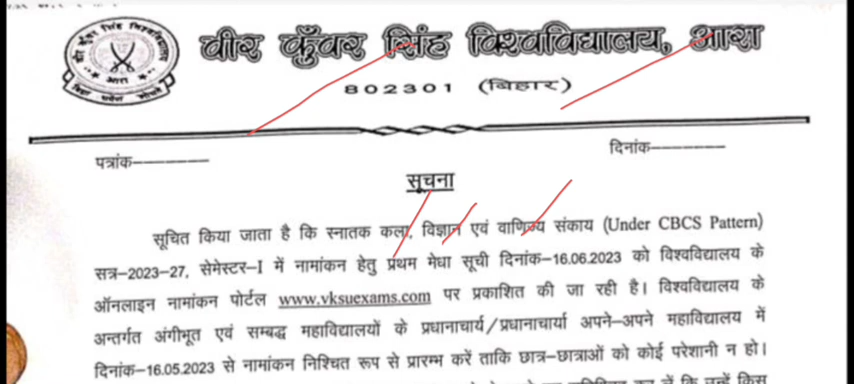 वीर कुँवर सिंह विश्वविद्यालय, आरा
802301 (बिहार)
पत्रांक
दिनांक
सूचना
सूचित किया जाता है कि स्नातक कला, विज्ञान एवं वाणिज्य संकाय (Under CBCS Pattern)
सत्र–2023-27, सेमेस्टर–I में नामांकन हेतु प्रथम मेधा सूची दिनांक–16.06.2023 को विश्वविद्यालय के
ऑनलाइन नामांकन पोर्टल www.vksuexams.com पर प्रकाशित की जा रही है। विश्वविद्यालय के
अन्तर्गत अंगीभूत एवं सम्बद्ध महाविद्यालयों के प्रधानाचार्य/प्रधानाचार्या अपने–अपने महाविद्यालय में
दिनांक–16.05.2023 से नामांकन निश्चित रूप से प्रारम्भ करें ताकि छात्र–छात्राओं को कोई परेशानी न हो।